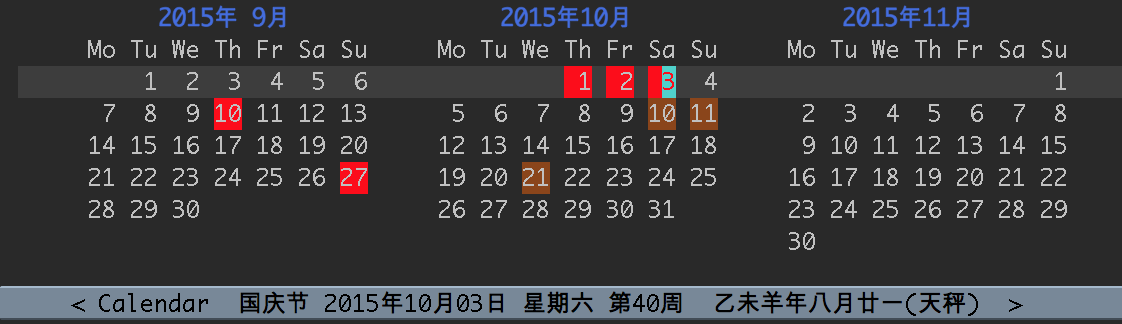 2015年 9月 2015年10月 2015年11月
Mo Tu We Th Fr Sa Su Mo Tu We Th Fr Sa Su Mo Tu We Th Fr Sa Su
1 2 3 4 5 6 1 2 3 4 1
7 8 9 10 11 12 13 5 6 7 8 9 10 11 2 3 4 5 6 7 8
14 15 16 17 18 19 20 12 13 14 15 16 17 18 9 10 11 12 13 14 15
21 22 23 24 25 26 27 19 20 21 22 23 24 25 16 17 18 19 20 21 22
28 29 30 26 27 28 29 30 31 23 24 25 26 27 28 29
30
< Calendar 国庆节 2015年10月03日 星期六 第40周 乙未羊年八月廿一(天秤) >